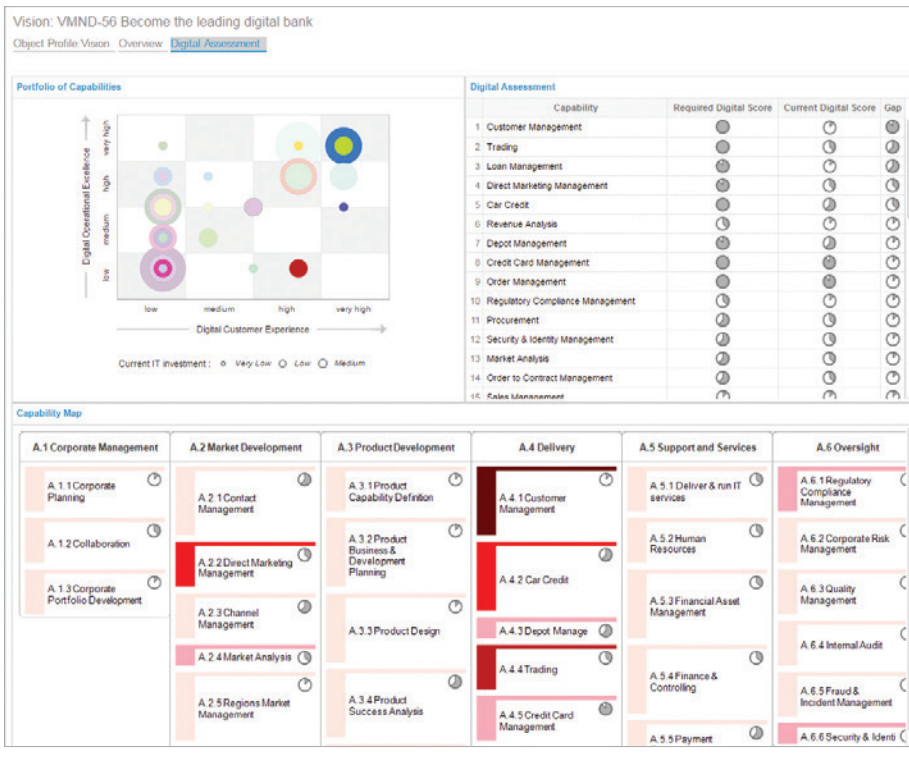 Vision: VMND-56 Become the leading digital bank
Object Profile:Vision Overview Digital Assessment
Portfolio of Capabilities
Digital Operational Excellence
very high
high
medium
low
low medium high very high
Digital Customer Experience
Current IT investment : Very Low Low Medium
Digital Assessment
Capability Required Digital Score Current Digital Score Gap
1 Customer Management
2 Trading
3 Loan Management
4 Direct Marketing Management
5 Car Credit
6 Revenue Analysis
7 Depot Management
8 Credit Card Management
9 Order Management
10 Regulatory Compliance Management
11 Procurement
12 Security & Identity Management
13 Market Analysis
14 Order to Contract Management
15 Sales Management
Capability Map
A.1 Corporate Management
A.1.1 Corporate
Planning
A.1.2 Collaboration
A.1.3 Corporate
Portfolio Development
A.2 Market Development
A.2.1 Contact
Management
A.2.2 Direct Marketing
Management
A.2.3 Channel
Management
A.2.4 Market Analysis
A.2.5 Regions Market
Management
A.3 Product Development
A.3.1 Product
Capability Definition
A.3.2 Product
Business &
Development
Planning
A.3.3 Product Design
A.3.4 Product
Success Analysis
A.4 Delivery
A.4.1 Customer
Management
A.4.2 Car Credit
A.4.3 Depot Manage
A.4.4 Trading
A.4.5 Credit Card
Management
A.5 Support and Services
A.5.1 Deliver & run IT
services
A.5.2 Human
Resources
A.5.3 Financial Asset
Management
A.5.4 Finance &
Controlling
A.5.5 Payment
A.6 Oversight
A.6.1 Regulatory
Compliance
Management
A.6.2 Corporate Risk
Management
A.6.3 Quality
Management
A.6.4 Internal Audit
A.6.5 Fraud &
Incident Management
A.6.6 Security & Identi